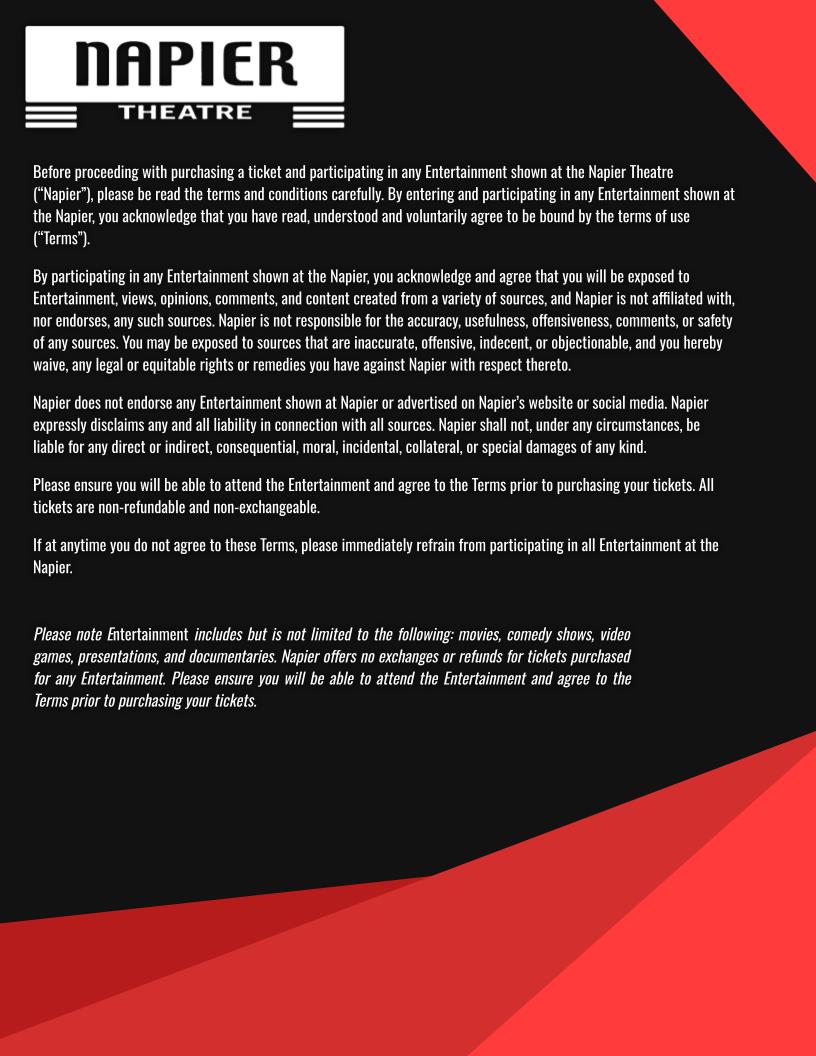 NAPIER
THEATRE
Before proceeding with purchasing a ticket and participating in any Entertainment shown at the Napier Theatre
(“Napier”), please be read the terms and conditions carefully. By entering and participating in any Entertainment shown at
the Napier, you acknowledge that you have read, understood and voluntarily agree to be bound by the terms of use
(“Terms”).
By participating in any Entertainment shown at the Napier, you acknowledge and agree that you will be exposed to
Entertainment, views, opinions, comments, and content created from a variety of sources, and Napier is not affiliated with,
nor endorses, any such sources. Napier is not responsible for the accuracy, usefulness, offensiveness, comments, or safety
of any sources. You may be exposed to sources that are inaccurate, offensive, indecent, or objectionable, and you hereby
waive, any legal or equitable rights or remedies you have against Napier with respect thereto.
Napier does not endorse any Entertainment shown at Napier or advertised on Napier’s website or social media. Napier
expressly disclaims any and all liability in connection with all sources. Napier shall not, under any circumstances, be
liable for any direct or indirect, consequential, moral, incidental, collateral, or special damages of any kind.
Please ensure you will be able to attend the Entertainment and agree to the Terms prior to purchasing your tickets. All
tickets are non-refundable and non-exchangeable.
If at anytime you do not agree to these Terms, please immediately refrain from participating in all Entertainment at the
Napier.
Please note Entertainment includes but is not limited to the following: movies, comedy shows, video
games, presentations, and documentaries. Napier offers no exchanges or refunds for tickets purchased
for any Entertainment. Please ensure you will be able to attend the Entertainment and agree to the
Terms prior to purchasing your tickets.